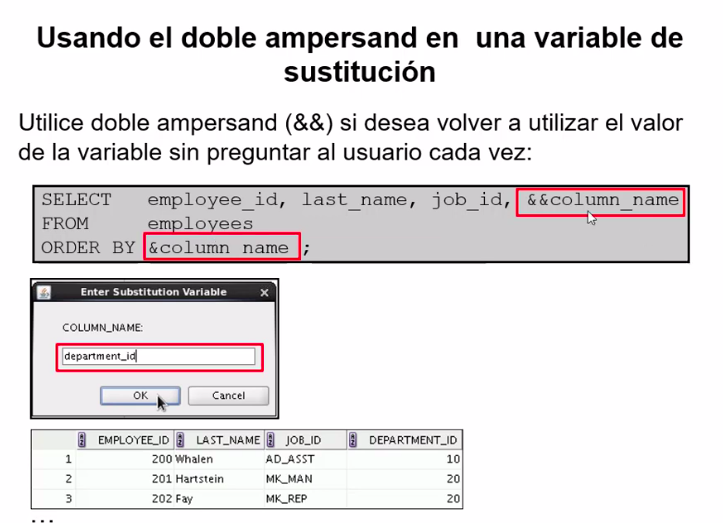 Usando el doble ampersand en una variable de
sustitución
Utilice doble ampersand (&&) si desea volver a utilizar el valor
de la variable sin preguntar al usuario cada vez:
SELECT employee_id, last_name, job_id, &&column_name
FROM employees
ORDER BY &column_name ;
Enter Substitution Variable
COLUMN_NAME:
department_id
OK Cancel
EMPLOYEE_ID LAST_NAME JOB_ID DEPARTMENT_ID
1 200 Whalen AD_ASST 10
2 201 Hartstein MK_MAN 20
3 202 Fay MK_REP 20
...